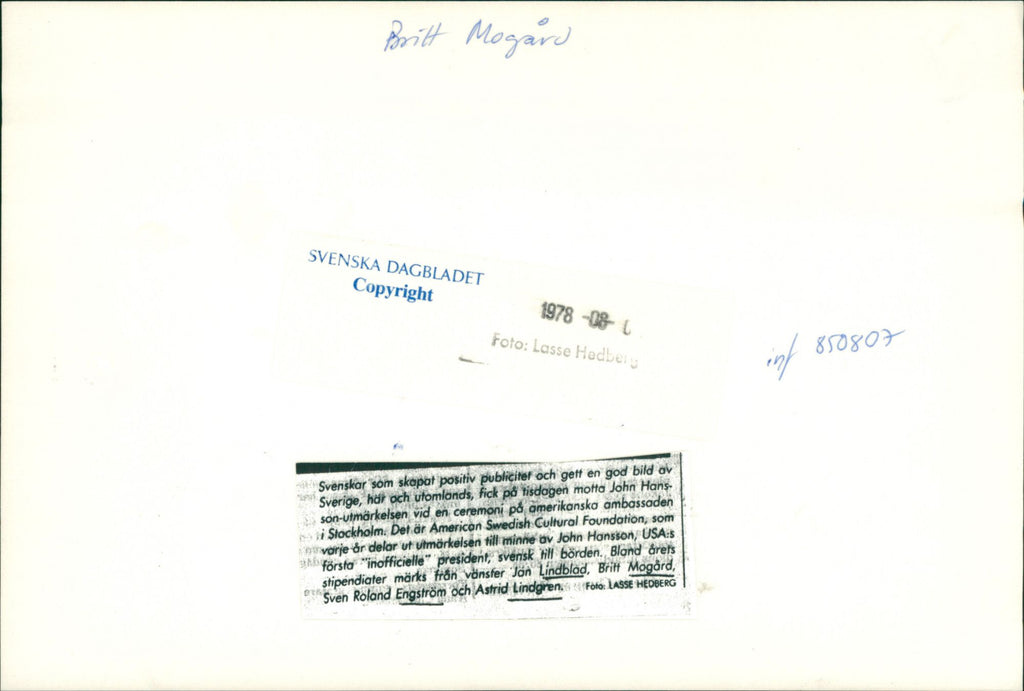 Britt Mogård
SVENSKA DAGBLADET
Copyright
1978 -08-
Foto: Lasse Hedberg
inf 850807
Svenskar som skapat positiv publicitet och gett en god bild av
Sverige, här och utomlands, fick på tisdagen motta John Hans-
son-utmärkelsen vid en ceremoni på amerikanska ambassaden
i Stockholm. Det är American Swedish Cultural Foundation, som
varje år delar ut utmärkelsen till minne av John Hansson, USA:s
första "inofficielle" president, svensk till börden. Bland årets
stipendiater märks från vänster Jan Lindblad, Britt Mogård,
Sven Roland Engström och Astrid Lindgren. Foto: LASSE HEDBERG